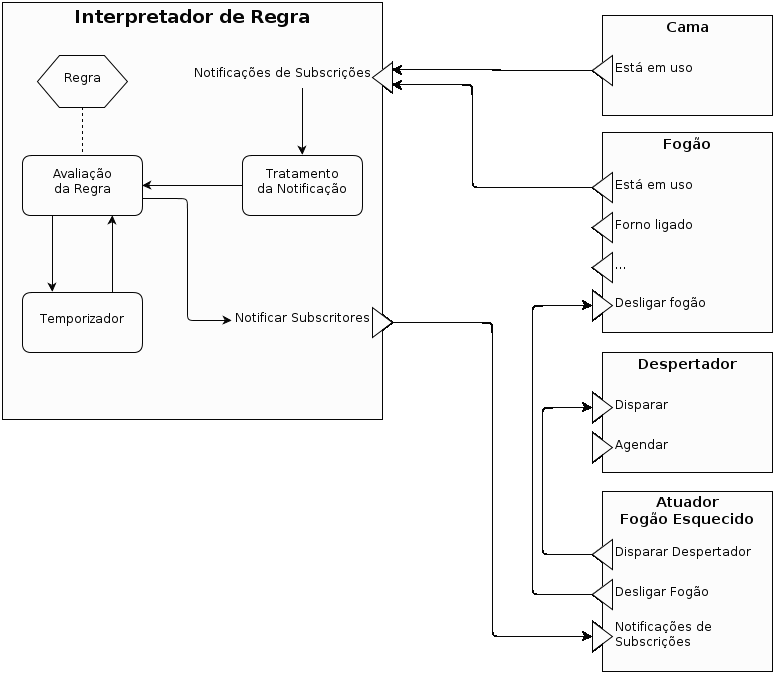 Interpretador de Regra
Regra
Notificações de Subscrições
Avaliação
da Regra
Tratamento
da Notificação
Temporizador
Notificar Subscritores
Cama
Está em uso
Fogão
Está em uso
Forno ligado
...
Desligar fogão
Despertador
Disparar
Agendar
Atuador
Fogão Esquecido
Disparar Despertador
Desligar Fogão
Notificações de
Subscrições